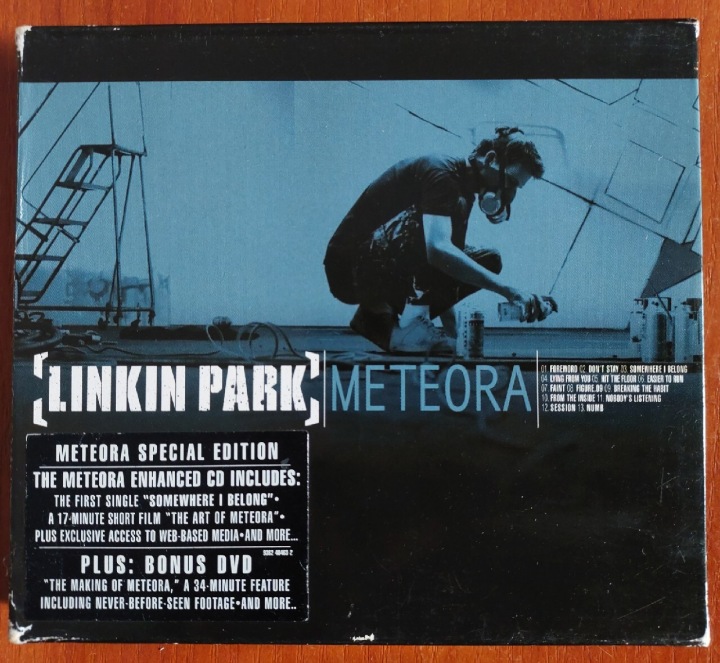 [LINKIN PARK]
METEORA
01. FOREWORD 02. DON'T STAY 03. SOMEWHERE I BELONG
04. LYING FROM YOU 05. HIT THE FLOOR 06. EASIER TO RUN
07. FAINT 08. FIGURE.09 09. BREAKING THE HABIT
10. FROM THE INSIDE 11. NOBODY'S LISTENING
12. SESSION 13. NUMB
METEORA SPECIAL EDITION
THE METEORA ENHANCED CD INCLUDES:
THE FIRST SINGLE "SOMEWHERE I BELONG"•
A 17-MINUTE SHORT FILM "THE ART OF METEORA"•
PLUS EXCLUSIVE ACCESS TO WEB-BASED MEDIA•AND MORE...
9362 48463 2
PLUS: BONUS DVD
"THE MAKING OF METEORA," A 34-MINUTE FEATURE
INCLUDING NEVER-BEFORE-SEEN FOOTAGE•AND MORE..